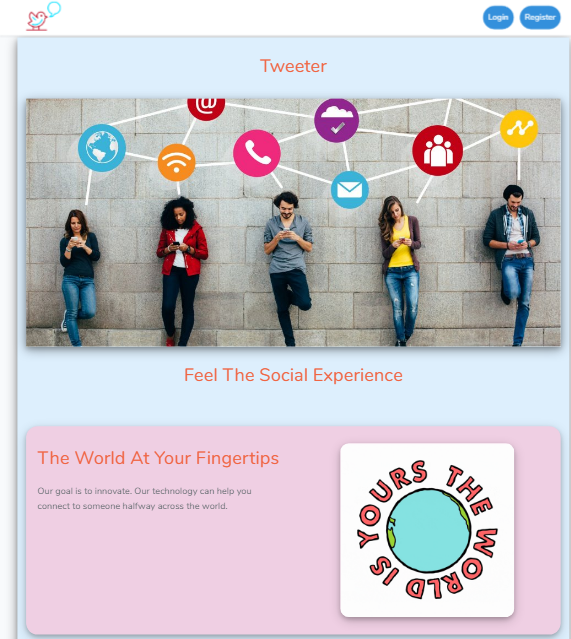 Login Register
Tweeter
@
Feel The Social Experience
The World At Your Fingertips
Our goal is to innovate. Our technology can help you
connect to someone halfway across the world.
THE WORLD IS YOURS